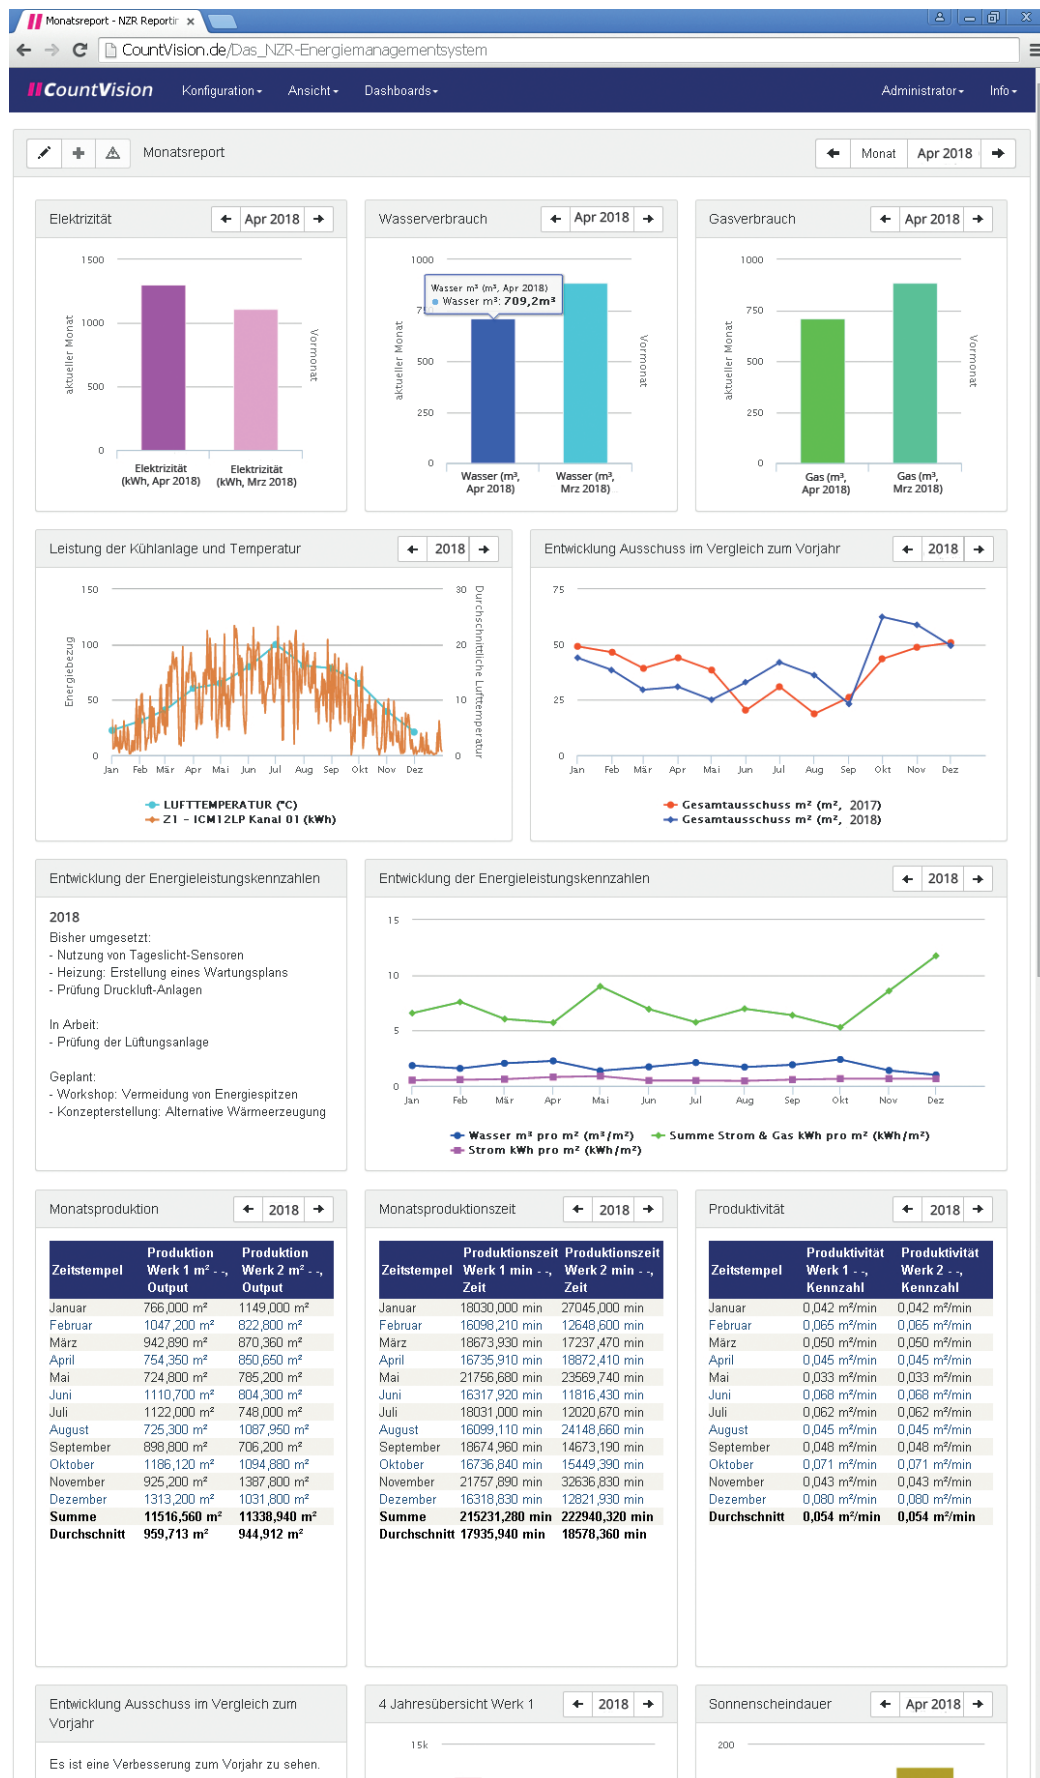 Monatsreport - NZR Reportir
CountVision.de/Das_NZR-Energiemanagementsystem
CountVision Konfiguration Ansicht Dashboards Administrator Info
Monatsreport Monat Apr 2018
Elektrizität Apr 2018
1500
1000
500
0
aktueller Monat
Vormonat
Elektrizität
(kWh, Apr 2018)
Elektrizität
(kWh, Mrz 2018)
Wasserverbrauch Apr 2018
1000
Wasser m³ (m³, Apr 2018)
Wasser m³: 709,2m³
500
250
0
aktueller Monat
Vormonat
Wasser (m³,
Apr 2018)
Wasser (m³,
Mrz 2018)
Gasverbrauch Apr 2018
1000
750
500
250
0
aktueller Monat
Vormonat
Gas (m³,
Apr 2018)
Gas (m³,
Mrz 2018)
Leistung der Kühlanlage und Temperatur 2018
150 30
100 20
50 10
0 0
Energiebezug
Durchschnittliche Lufttemperatur
Jan Feb Mär Apr Mai Jun Jul Aug Sep Okt Nov Dez
LUFTTEMPERATUR (°C)
Z1 - ICM12LP Kanal 01 (kWh)
Entwicklung Ausschuss im Vergleich zum Vorjahr 2018
75
50
25
0
Jan Feb Mär Apr Mai Jun Jul Aug Sep Okt Nov Dez
Gesamtausschuss m² (m², 2017)
Gesamtausschuss m² (m², 2018)
Entwicklung der Energieleistungskennzahlen
2018
Bisher umgesetzt:
- Nutzung von Tageslicht-Sensoren
- Heizung: Erstellung eines Wartungsplans
- Prüfung Druckluft-Anlagen
In Arbeit:
- Prüfung der Lüftungsanlage
Geplant:
- Workshop: Vermeidung von Energiespitzen
- Konzepterstellung: Alternative Wärmeerzeugung
Entwicklung der Energieleistungskennzahlen 2018
15
10
5
0
Jan Feb Mär Apr Mai Jun Jul Aug Sep Okt Nov Dez
Wasser m³ pro m² (m³/m²) Summe Strom & Gas kWh pro m² (kWh/m²)
Strom kWh pro m² (kWh/m²)
Monatsproduktion 2018
Zeitstempel Produktion Werk 1 m² - -, Output Produktion Werk 2 m² - -, Output
Januar 766,000 m² 1149,000 m²
Februar 1047,200 m² 822,800 m²
März 942,890 m² 870,360 m²
April 754,350 m² 850,650 m²
Mai 724,800 m² 785,200 m²
Juni 1110,700 m² 804,300 m²
Juli 1122,000 m² 748,000 m²
August 725,300 m² 1087,950 m²
September 898,800 m² 706,200 m²
Oktober 1186,120 m² 1094,880 m²
November 925,200 m² 1387,800 m²
Dezember 1313,200 m² 1031,800 m²
Summe 11516,560 m² 11338,940 m²
Durchschnitt 959,713 m² 944,912 m²
Monatsproduktionszeit 2018
Zeitstempel Produktionszeit Werk 1 min - -, Zeit Produktionszeit Werk 2 min - -, Zeit
Januar 18030,000 min 27045,000 min
Februar 16098,210 min 12648,600 min
März 18673,930 min 17237,470 min
April 16735,910 min 18872,410 min
Mai 21756,680 min 23569,740 min
Juni 16317,920 min 11816,430 min
Juli 18031,000 min 12020,670 min
August 16099,110 min 24148,660 min
September 18674,960 min 14673,190 min
Oktober 16736,840 min 15449,390 min
November 21757,890 min 32636,830 min
Dezember 16318,830 min 12821,930 min
Summe 215231,280 min 222940,320 min
Durchschnitt 17935,940 min 18578,360 min
Produktivität 2018
Zeitstempel Produktivität Werk 1 - -, Kennzahl Produktivität Werk 2 - -, Kennzahl
Januar 0,042 m²/min 0,042 m²/min
Februar 0,065 m²/min 0,065 m²/min
März 0,050 m²/min 0,050 m²/min
April 0,045 m²/min 0,045 m²/min
Mai 0,033 m²/min 0,033 m²/min
Juni 0,068 m²/min 0,068 m²/min
Juli 0,062 m²/min 0,062 m²/min
August 0,045 m²/min 0,045 m²/min
September 0,048 m²/min 0,048 m²/min
Oktober 0,071 m²/min 0,071 m²/min
November 0,043 m²/min 0,043 m²/min
Dezember 0,080 m²/min 0,080 m²/min
Durchschnitt 0,054 m²/min 0,054 m²/min
Entwicklung Ausschuss im Vergleich zum
Vorjahr
Es ist eine Verbesserung zum Vorjahr zu sehen.
4 Jahresübersicht Werk 1 2018
15k
Sonnenscheindauer Apr 2018
200